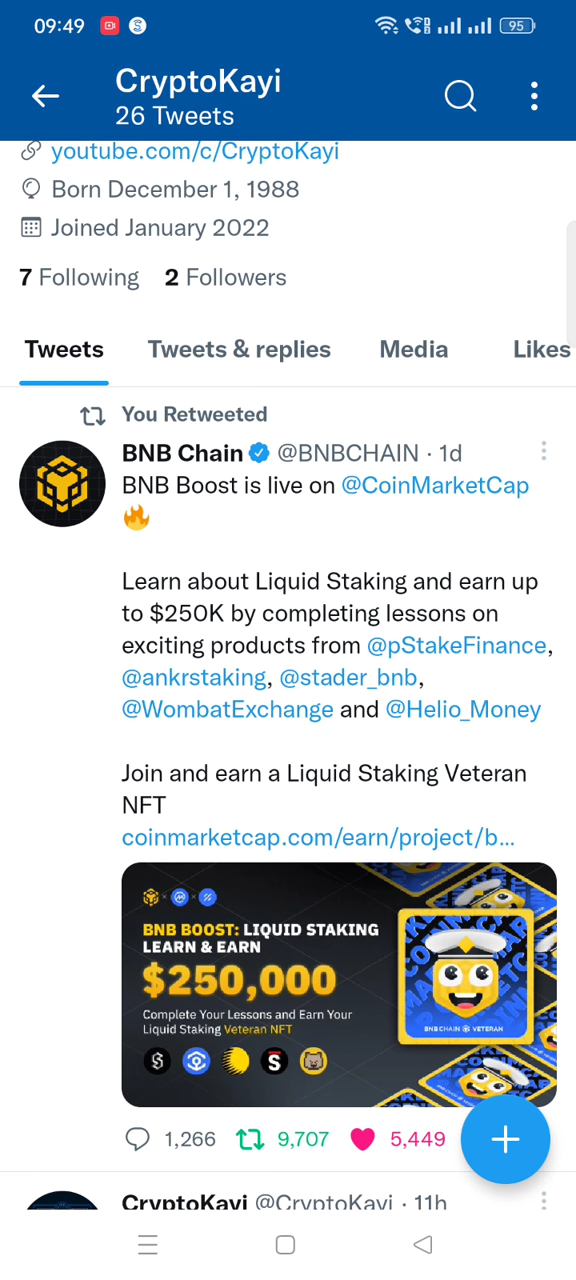 09:49
95
CryptoKayi
26 Tweets
youtube.com/c/CryptoKayi
Born December 1, 1988
Joined January 2022
7 Following 2 Followers
Tweets Tweets & replies Media Likes
You Retweeted
BNB Chain @BNBCHAIN · 1d
BNB Boost is live on @CoinMarketCap
🔥
Learn about Liquid Staking and earn up
to $250K by completing lessons on
exciting products from @pStakeFinance,
@ankrstaking, @stader_bnb,
@WombatExchange and @Helio_Money
Join and earn a Liquid Staking Veteran
NFT
coinmarketcap.com/earn/project/b...
BNB BOOST: LIQUID STAKING
LEARN & EARN
$250,000
Complete Your Lessons and Earn Your
Liquid Staking Veteran NFT
BNBCHAIN VETERAN
1,266 9,707 5,449
CryptoKayi @CryptoKayi · 11h